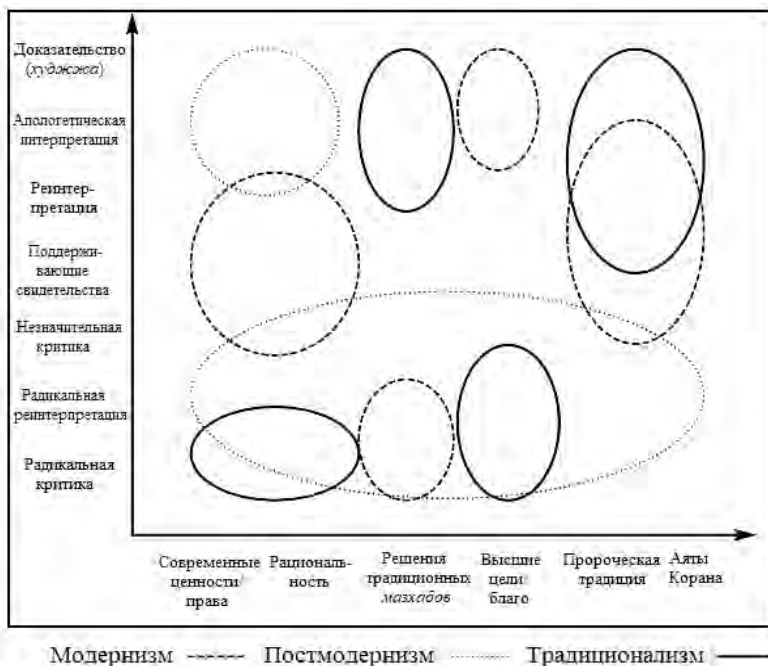 Доказательство
(худжжа)
Апологетическая
интерпретация
Реинтер-
претация
Поддержи-
вающие
свидетельства
Незначительная
критика
Радикальная
реинтерпретация
Радикальная
критика
Современные
ценности/
права
Рациональ-
ность
Решения
традиционных
мазхабов
Высшие
цели/
благо
Пророческая
традиция
Аяты
Корана
Модернизм Постмодернизм Традиционализм